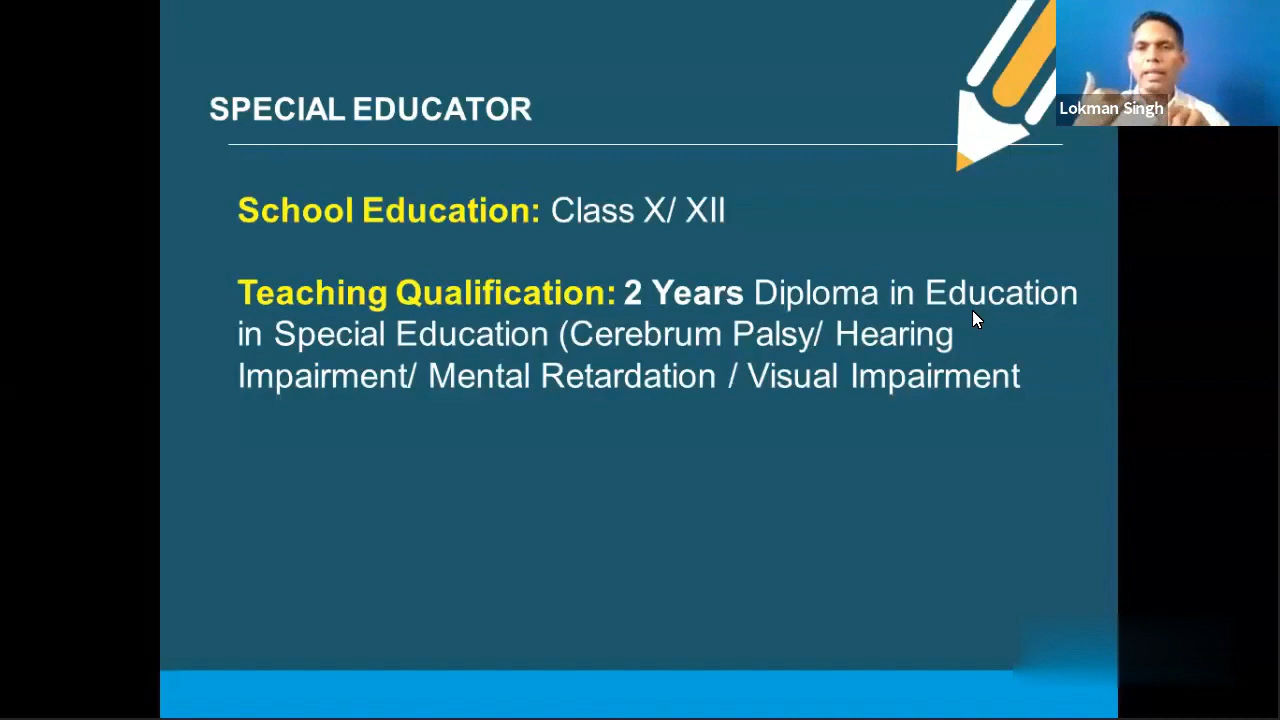 SPECIAL EDUCATOR
Lokman Singh
School Education: Class X/ XII
Teaching Qualification: 2 Years Diploma in Education
in Special Education (Cerebrum Palsy/ Hearing
Impairment/ Mental Retardation / Visual Impairment